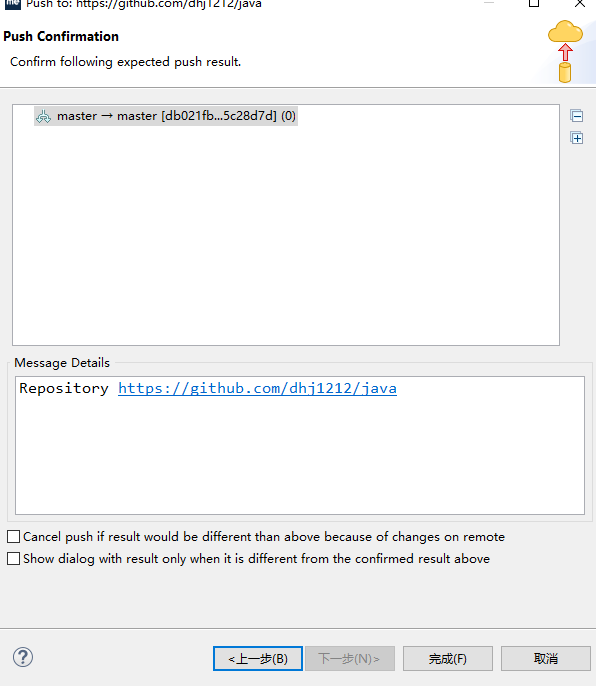 me Push to: https://github.com/dhj1212/java
Push Confirmation
Confirm following expected push result.
master → master [db021fb...5c28d7d] (0)
Message Details
Repository https://github.com/dhj1212/java
Cancel push if result would be different than above because of changes on remote
Show dialog with result only when it is different from the confirmed result above
<上一步(B)
下一步(N)>
完成(F)
取消